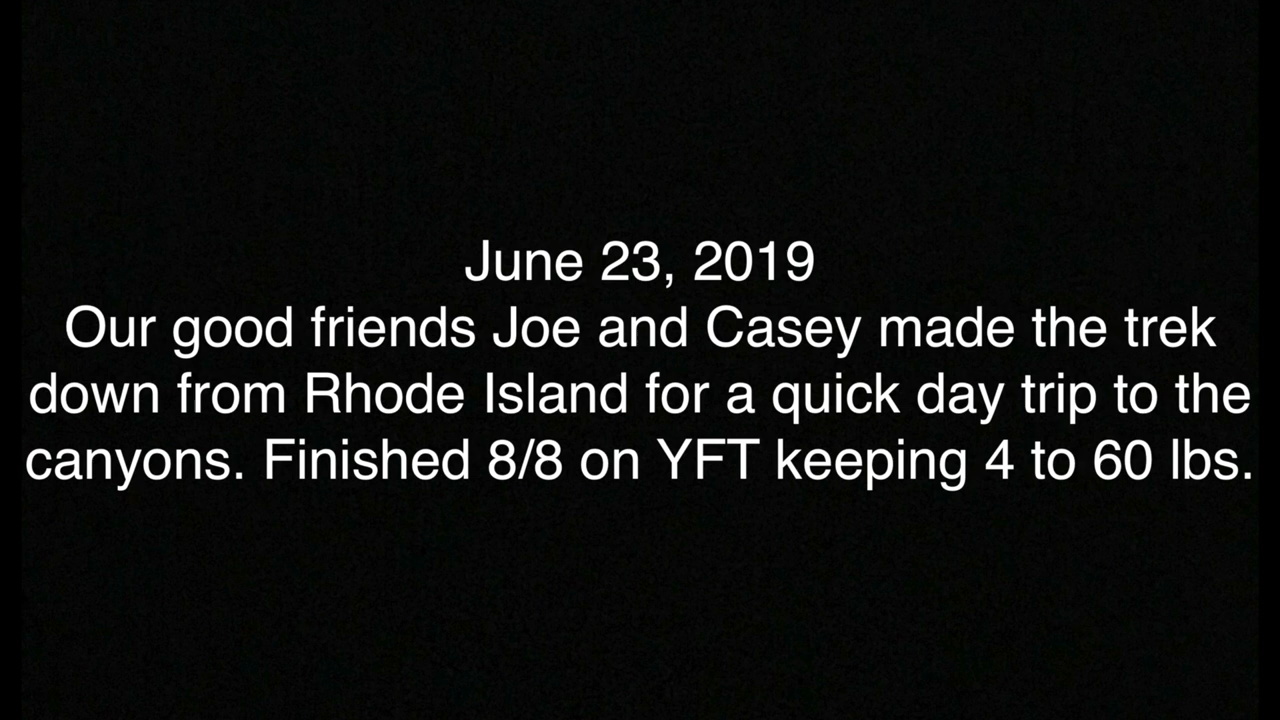 June 23, 2019
Our good friends Joe and Casey made the trek
down from Rhode Island for a quick day trip to the
canyons. Finished 8/8 on YFT keeping 4 to 60 lbs.